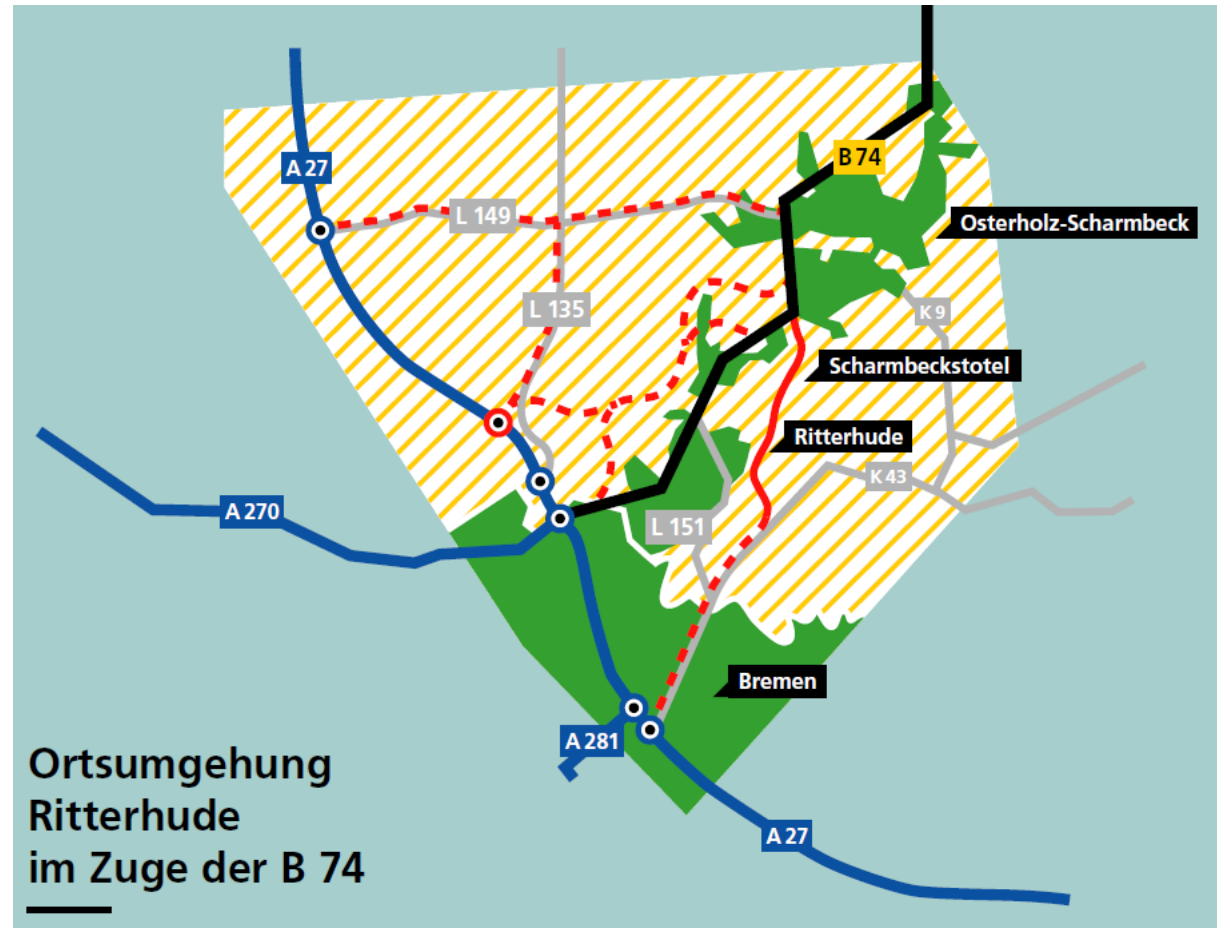 A 27
B 74
L 149
Osterholz-Scharmbeck
L 135
K 9
Scharmbeckstotel
Ritterhude
K 43
A 270
L 151
Bremen
A 281
A 27
Ortsumgehung
Ritterhude
im Zuge der B 74